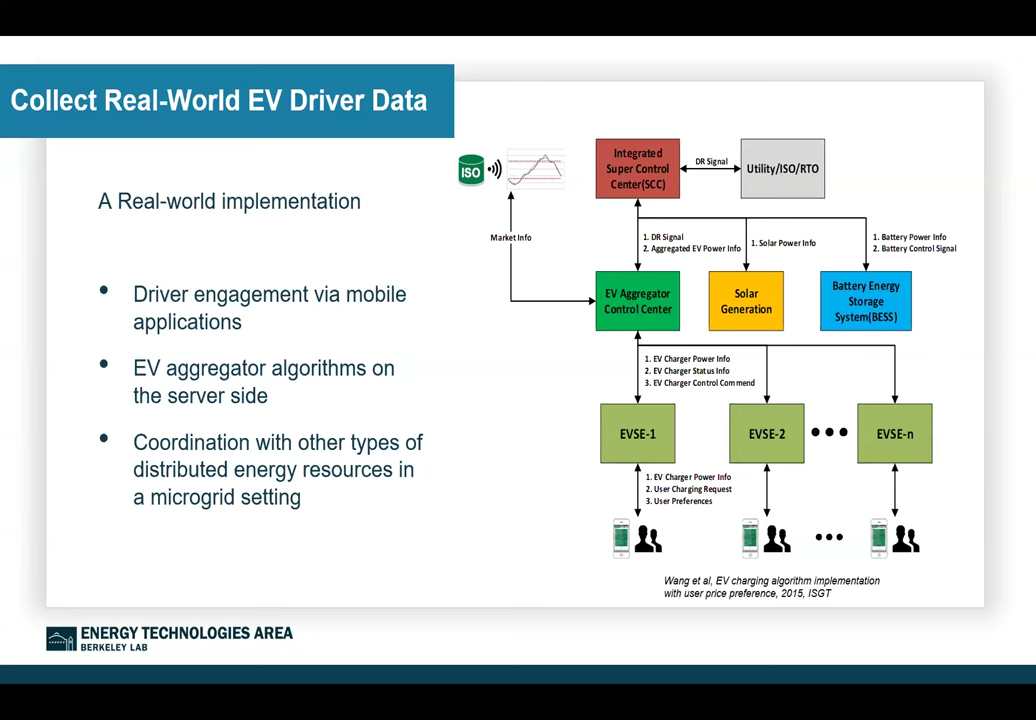 Collect Real-World EV Driver Data
A Real-world implementation
• Driver engagement via mobile
applications
• EV aggregator algorithms on
the server side
• Coordination with other types of
distributed energy resources in
a microgrid setting
ISO
Market Info
Integrated
Super Control
Center(SCC)
DR Signal
Utility/ISO/RTO
1. DR Signal
2. Aggregated EV Power Info
1. Solar Power Info
1. Battery Power Info
2. Battery Control Signal
EV Aggregator
Control Center
Solar
Generation
Battery Energy
Storage
System(BESS)
1. EV Charger Power Info
2. EV Charger Status Info
3. EV Charger Control Commend
EVSE-1
EVSE-2
EVSE-n
1. EV Charger Power Info
2. User Charging Request
3. User Preferences
Wang et al, EV charging algorithm implementation
with user price preference, 2015, ISGT
ENERGY TECHNOLOGIES AREA
BERKELEY LAB